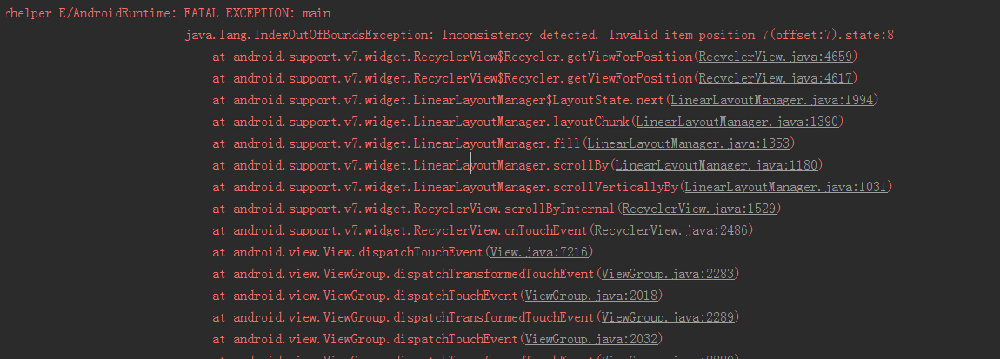 rhelper E/AndroidRuntime: FATAL EXCEPTION: main
java.lang.IndexOutOfBoundsException: Inconsistency detected. Invalid item position 7(offset:7).state:8
at android.support.v7.widget.RecyclerView$Recycler.getViewForPosition(RecyclerView.java:4659)
at android.support.v7.widget.RecyclerView$Recycler.getViewForPosition(RecyclerView.java:4617)
at android.support.v7.widget.LinearLayoutManager$LayoutState.next(LinearLayoutManager.java:1994)
at android.support.v7.widget.LinearLayoutManager.layoutChunk(LinearLayoutManager.java:1390)
at android.support.v7.widget.LinearLayoutManager.fill(LinearLayoutManager.java:1353)
at android.support.v7.widget.LinearLayoutManager.scrollBy(LinearLayoutManager.java:1180)
at android.support.v7.widget.LinearLayoutManager.scrollVerticallyBy(LinearLayoutManager.java:1031)
at android.support.v7.widget.RecyclerView.scrollByInternal(RecyclerView.java:1529)
at android.support.v7.widget.RecyclerView.onTouchEvent(RecyclerView.java:2486)
at android.view.View.dispatchTouchEvent(View.java:7216)
at android.view.ViewGroup.dispatchTransformedTouchEvent(ViewGroup.java:2283)
at android.view.ViewGroup.dispatchTouchEvent(ViewGroup.java:2018)
at android.view.ViewGroup.dispatchTransformedTouchEvent(ViewGroup.java:2289)
at android.view.ViewGroup.dispatchTouchEvent(ViewGroup.java:2032)